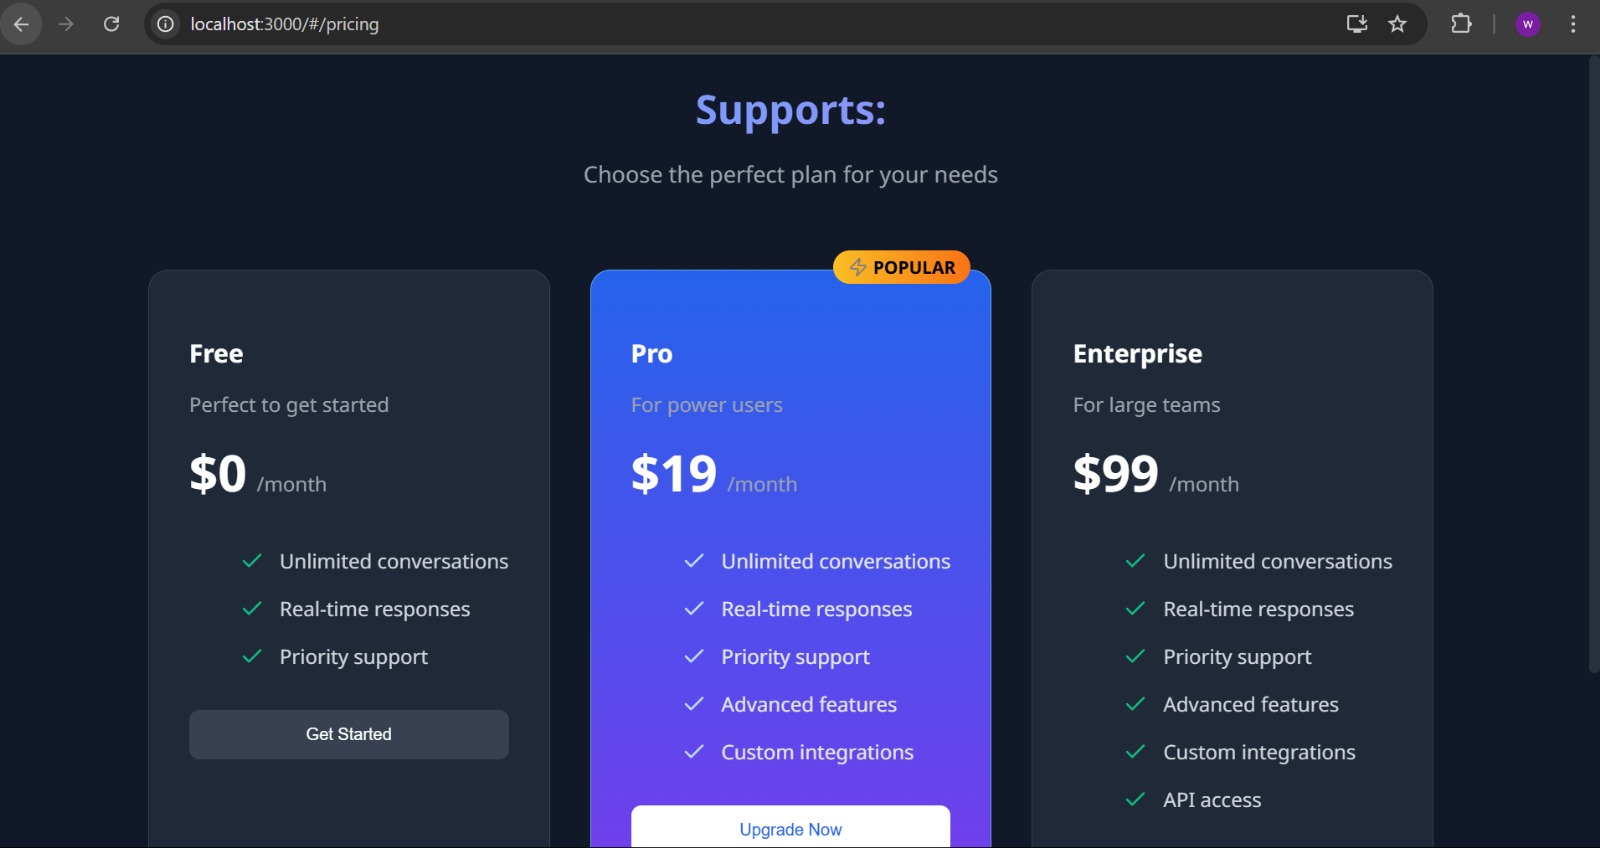 localhost:3000/#/pricing
W
Supports:
Choose the perfect plan for your needs
Free
Perfect to get started
$0 /month
Unlimited conversations
Real-time responses
Priority support
Get Started
POPULAR
Pro
For power users
$19 /month
Unlimited conversations
Real-time responses
Priority support
Advanced features
Custom integrations
Upgrade Now
Enterprise
For large teams
$99 /month
Unlimited conversations
Real-time responses
Priority support
Advanced features
Custom integrations
API access